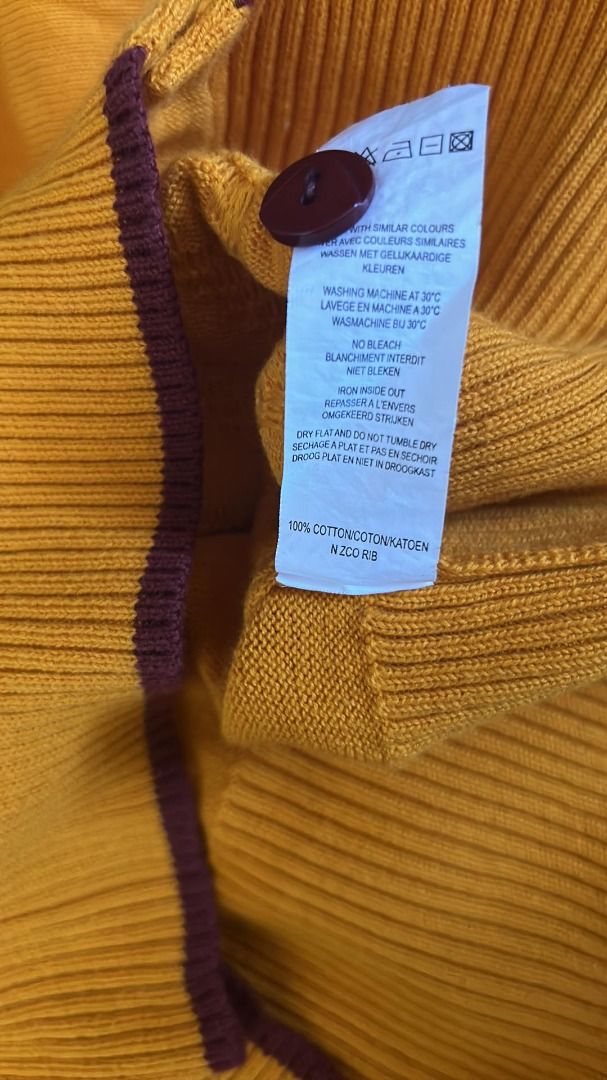 WITH SIMILAR COLOURS
AVEC COULEURS SIMILAIRES
WASSEN MET GELIJKAARDIGE
KLEUREN
WASHING MACHINE AT 30°C
LAVEGE EN MACHINE A 30°C
WASMACHINE BIJ 30°C
NO BLEACH
BLANCHIMENT INTERDIT
NIET BLEKEN
IRON INSIDE OUT
REPASSER A L'ENVERS
OMGEKEERD STRIJKEN
DRY FLAT AND DO NOT TUMBLE DRY
SECHAGE A PLAT ET PAS EN SECHOIR
DROOG PLAT EN NIET IN DROOGKAST
100% COTTON/COTON/KATOEN
N ZCO RIB